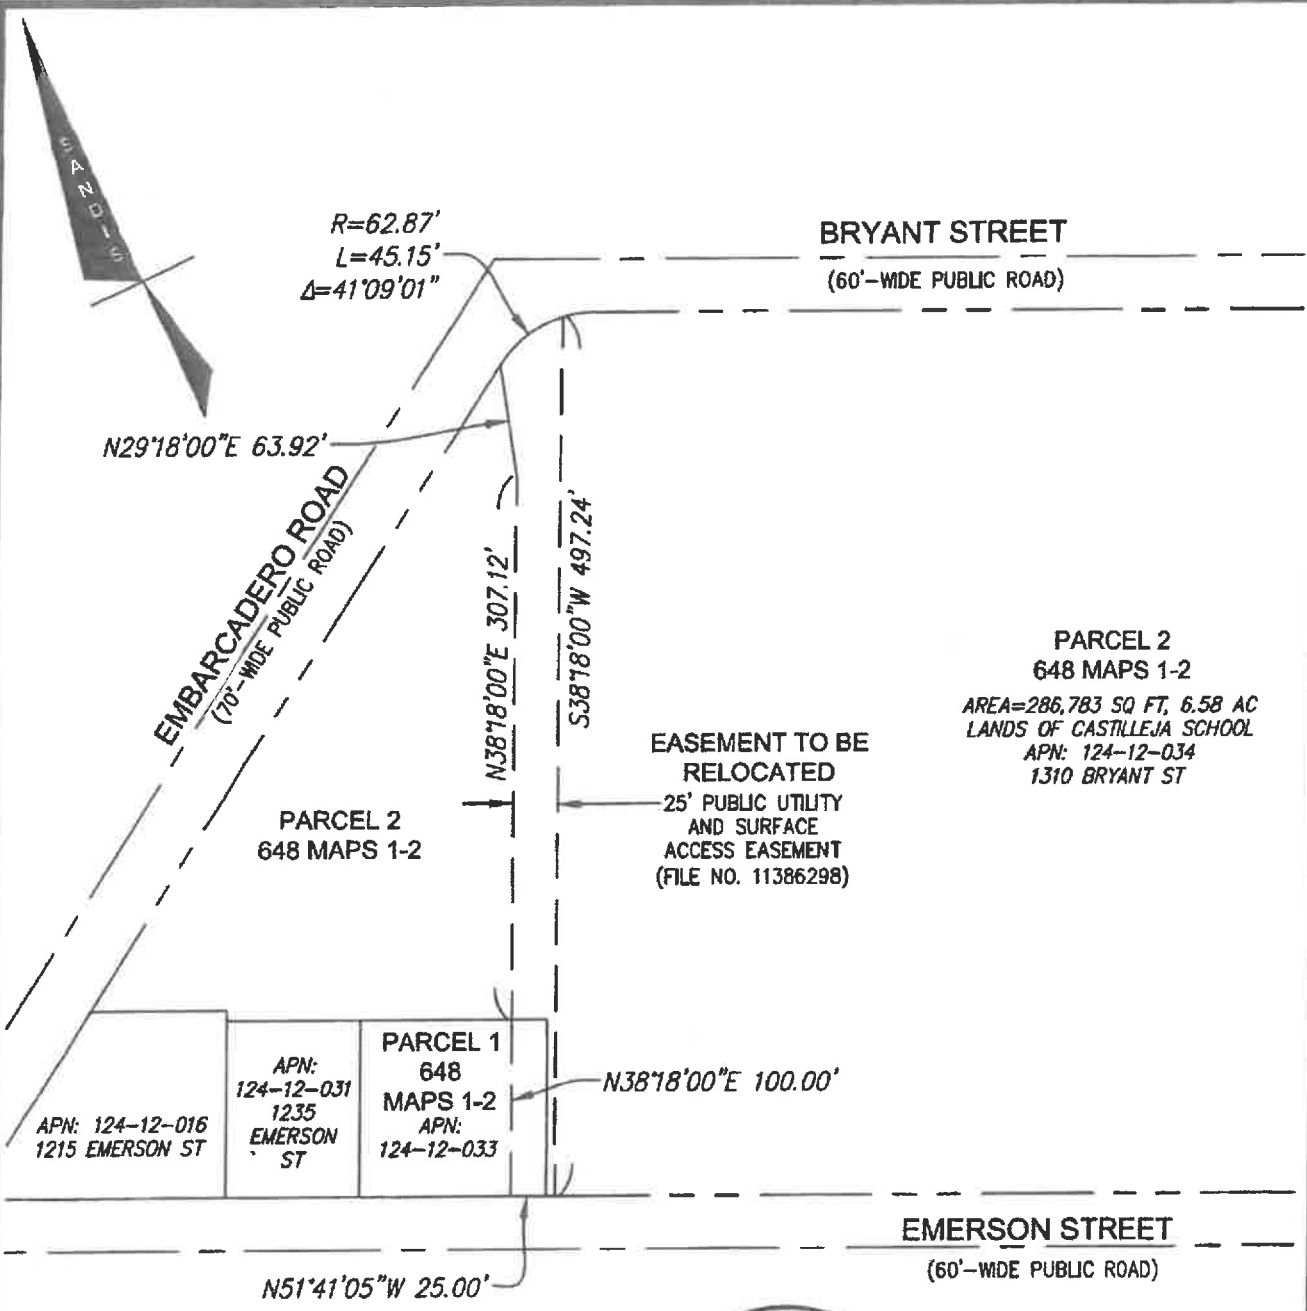 SANDIS
R=62.87'
L=45.15'
Δ=41°09'01"
BRYANT STREET
(60'-WIDE PUBLIC ROAD)
N29°18'00"E 63.92'
EMBARCADERO ROAD
(70'-WIDE PUBLIC ROAD)
N38°18'00"E 307.12'
S38°18'00"W 497.24'
PARCEL 2
648 MAPS 1-2
AREA=286,783 SQ FT, 6.58 AC
LANDS OF CASTILLEJA SCHOOL
APN: 124-12-034
1310 BRYANT ST
EASEMENT TO BE
RELOCATED
25' PUBLIC UTILITY
AND SURFACE
ACCESS EASEMENT
(FILE NO. 11386298)
PARCEL 2
648 MAPS 1-2
APN: 124-12-016
1215 EMERSON ST
APN:
124-12-031
1235
EMERSON
ST
PARCEL 1
648
MAPS 1-2
APN:
124-12-033
N38°18'00"E 100.00'
EMERSON STREET
(60'-WIDE PUBLIC ROAD)
N51°41'05"W 25.00'